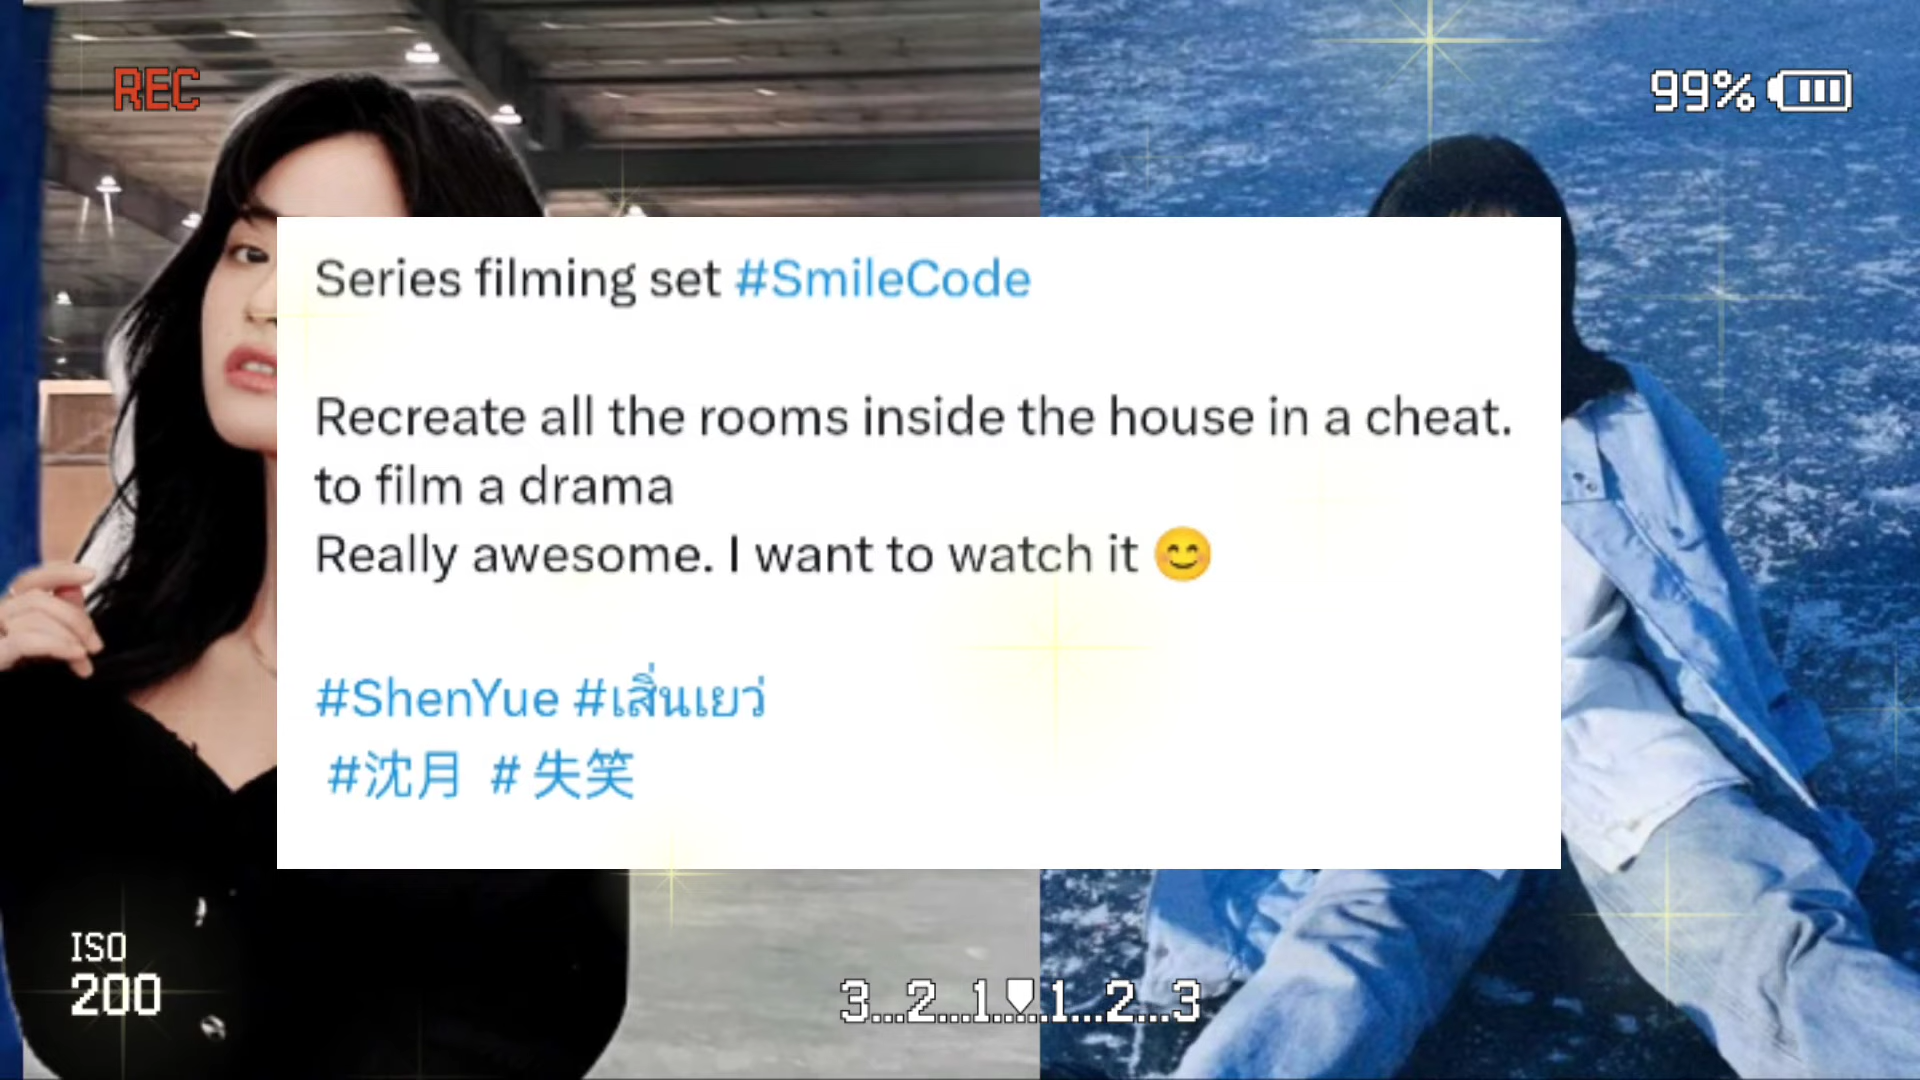 REC
99%
Series filming set #SmileCode
Recreate all the rooms inside the house in a cheat.
to film a drama
Really awesome. I want to watch it 😊
#ShenYue #เสิ่นเยว่
#沈月 # 失笑
ISO
200
3...2...1...1...2...3